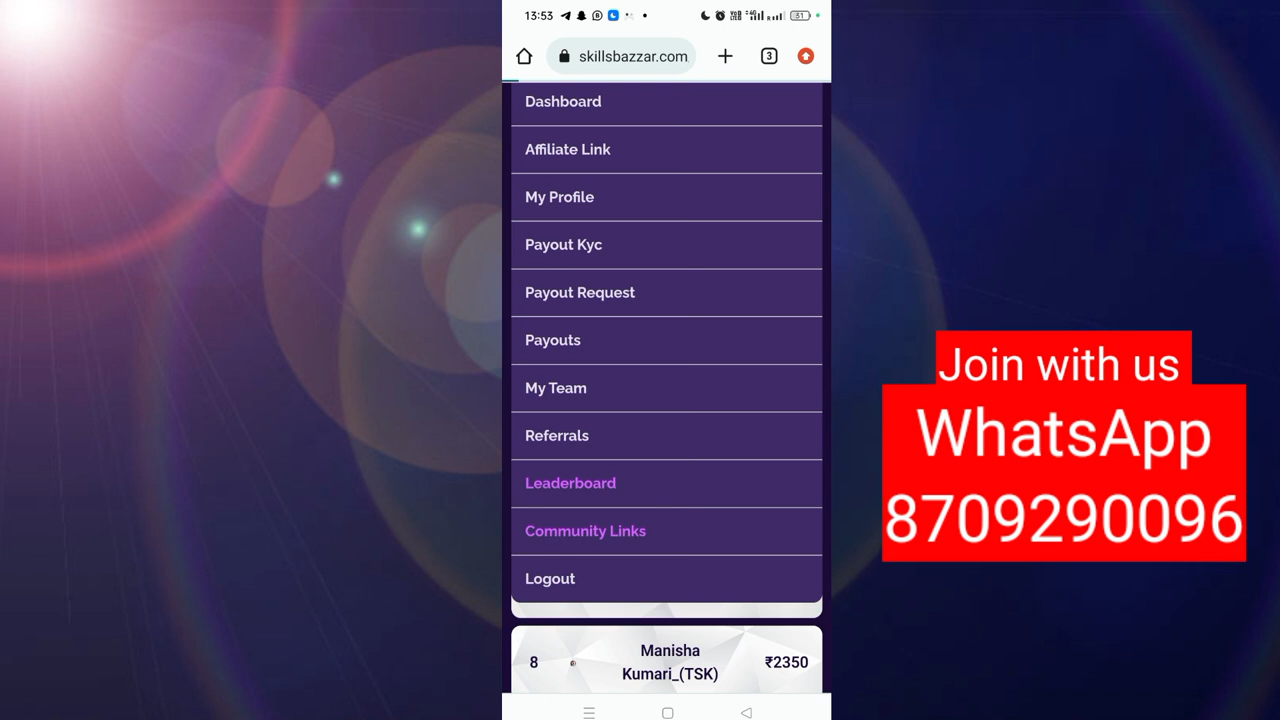 13:53
51
skillsbazzar.com
3
Dashboard
Affiliate Link
My Profile
Payout Kyc
Payout Request
Payouts
My Team
Referrals
Leaderboard
Community Links
Logout
8
Manisha
Kumari_(TSK)
₹2350
Join with us
WhatsApp
8709290096